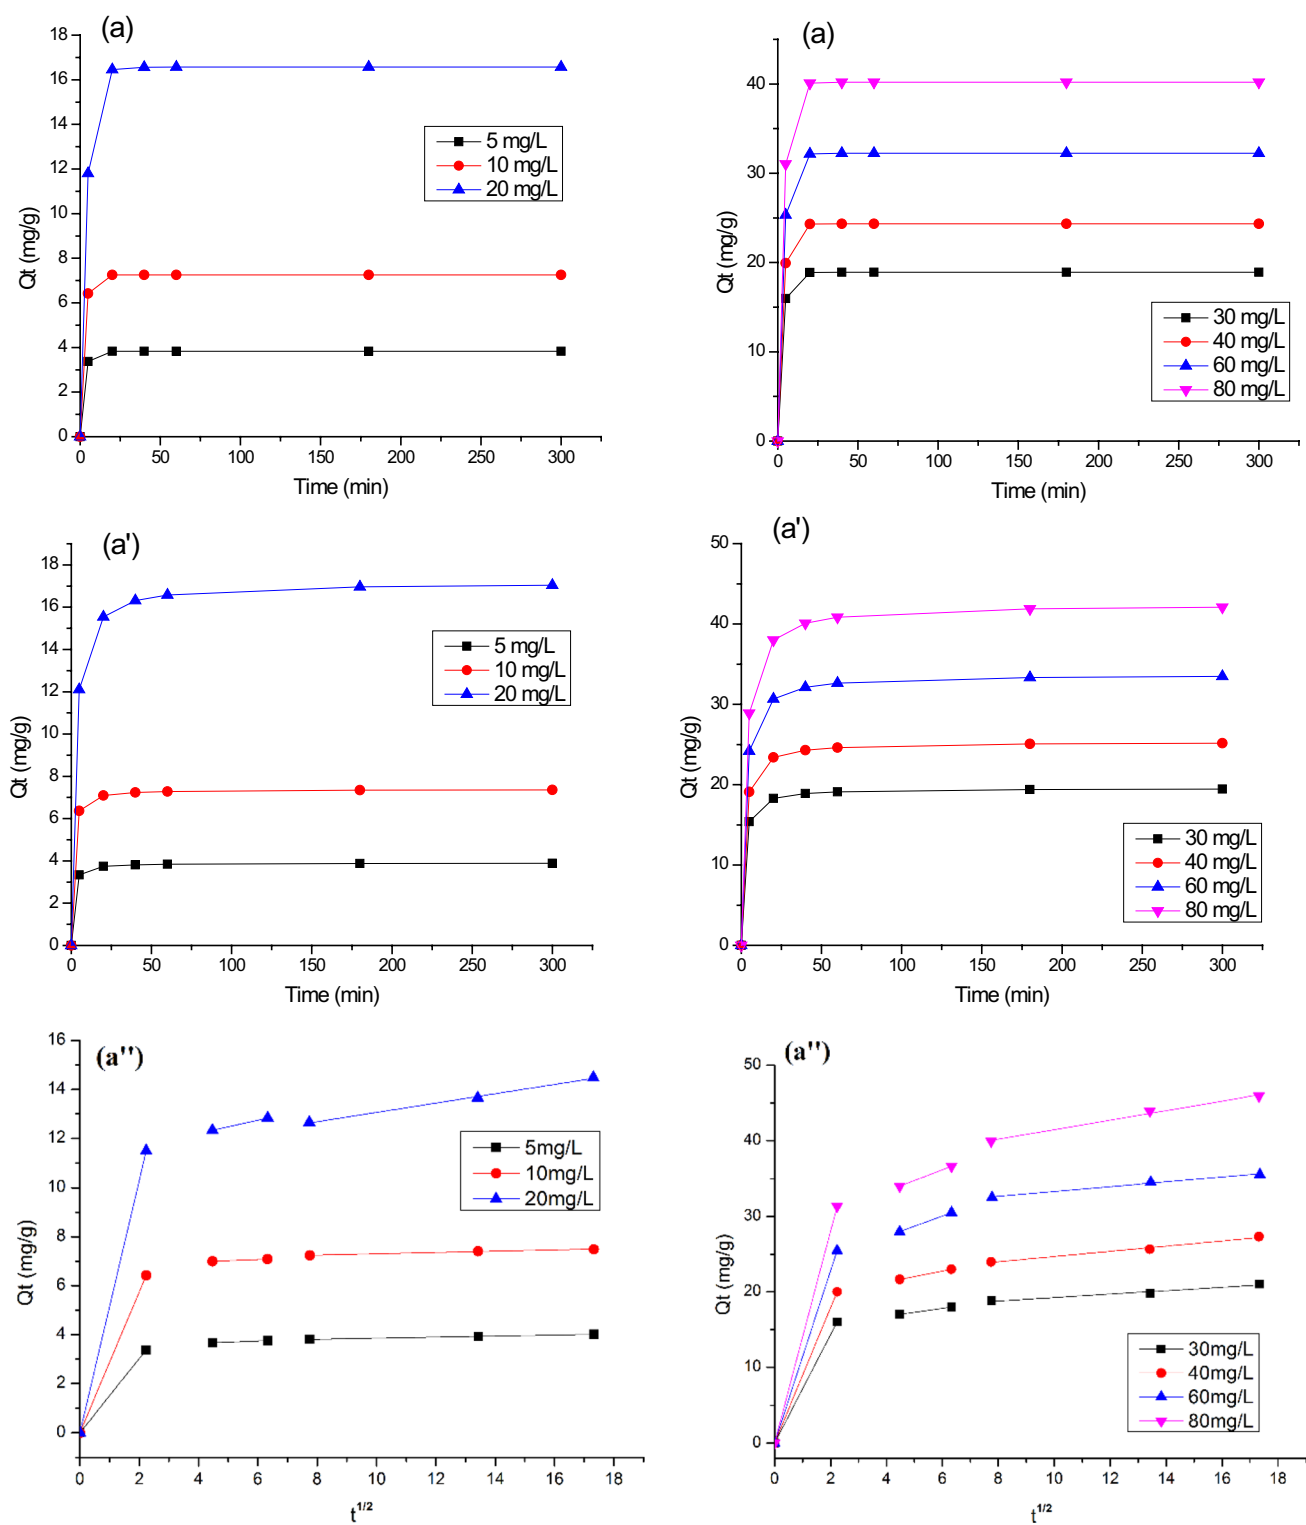 (a)
18
16
14
12
10
8
6
4
2
0
Qt (mg/g)
5 mg/L
10 mg/L
20 mg/L
0 50 100 150 200 250 300
Time (min)
(a)
40
30
20
10
0
Qt (mg/g)
30 mg/L
40 mg/L
60 mg/L
80 mg/L
0 50 100 150 200 250 300
Time (min)
(a')
18
16
14
12
10
8
6
4
2
0
Qt (mg/g)
5 mg/L
10 mg/L
20 mg/L
0 50 100 150 200 250 300
Time (min)
(a')
50
40
30
20
10
0
Qt (mg/g)
30 mg/L
40 mg/L
60 mg/L
80 mg/L
0 50 100 150 200 250 300
Time (min)
(a'')
16
14
12
10
8
6
4
2
0
Qt (mg/g)
5mg/L
10mg/L
20mg/L
0 2 4 6 8 10 12 14 16 18
t^1/2
(a'')
50
40
30
20
10
0
Qt (mg/g)
30mg/L
40mg/L
60mg/L
80mg/L
0 2 4 6 8 10 12 14 16 18
t^1/2